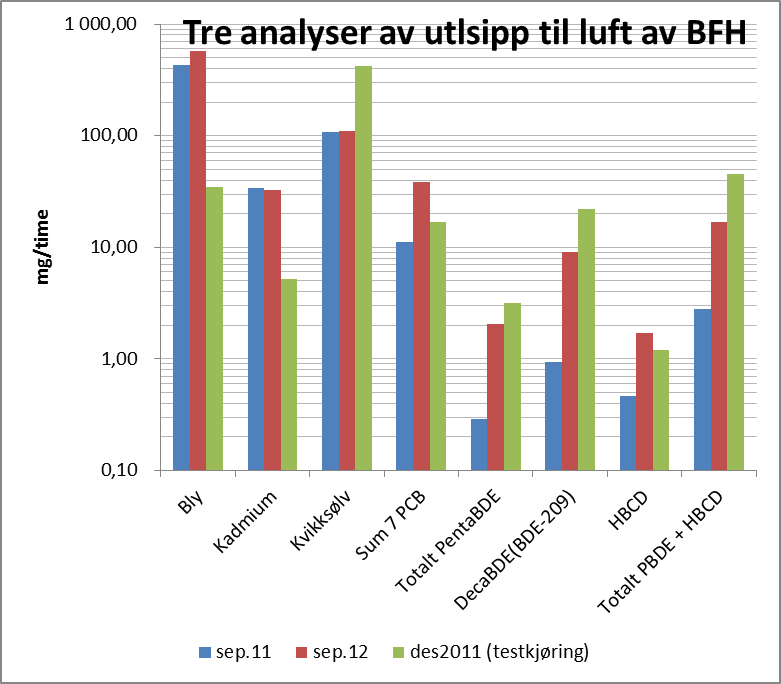 Tre analyser av utlsipp til luft av BFH
1 000,00
100,00
10,00
1,00
0,10
mg/time
Bly
Kadmium
Kvikksølv
Sum 7 PCB
Totalt PentaBDE
DecaBDE(BDE-209)
HBCD
Totalt PBDE + HBCD
sep.11
sep.12
des2011 (testkjøring)